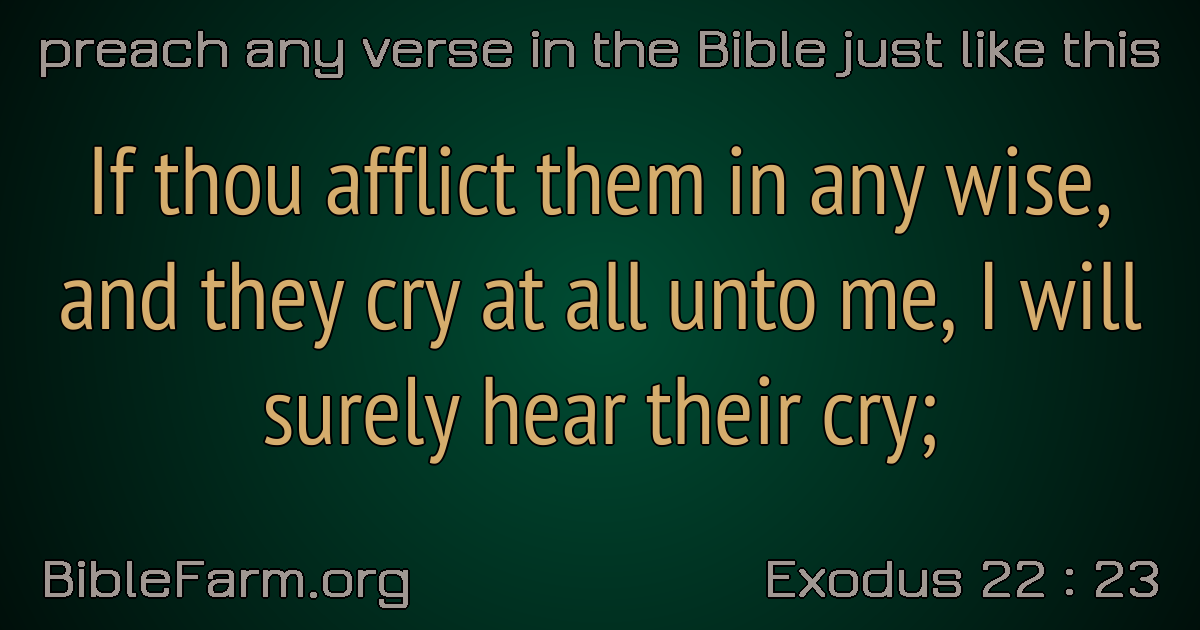 preach any verse in the Bible just like this
If thou afflict them in any wise,
and they cry at all unto me, I will
surely hear their cry;
BibleFarm.org
Exodus 22 : 23